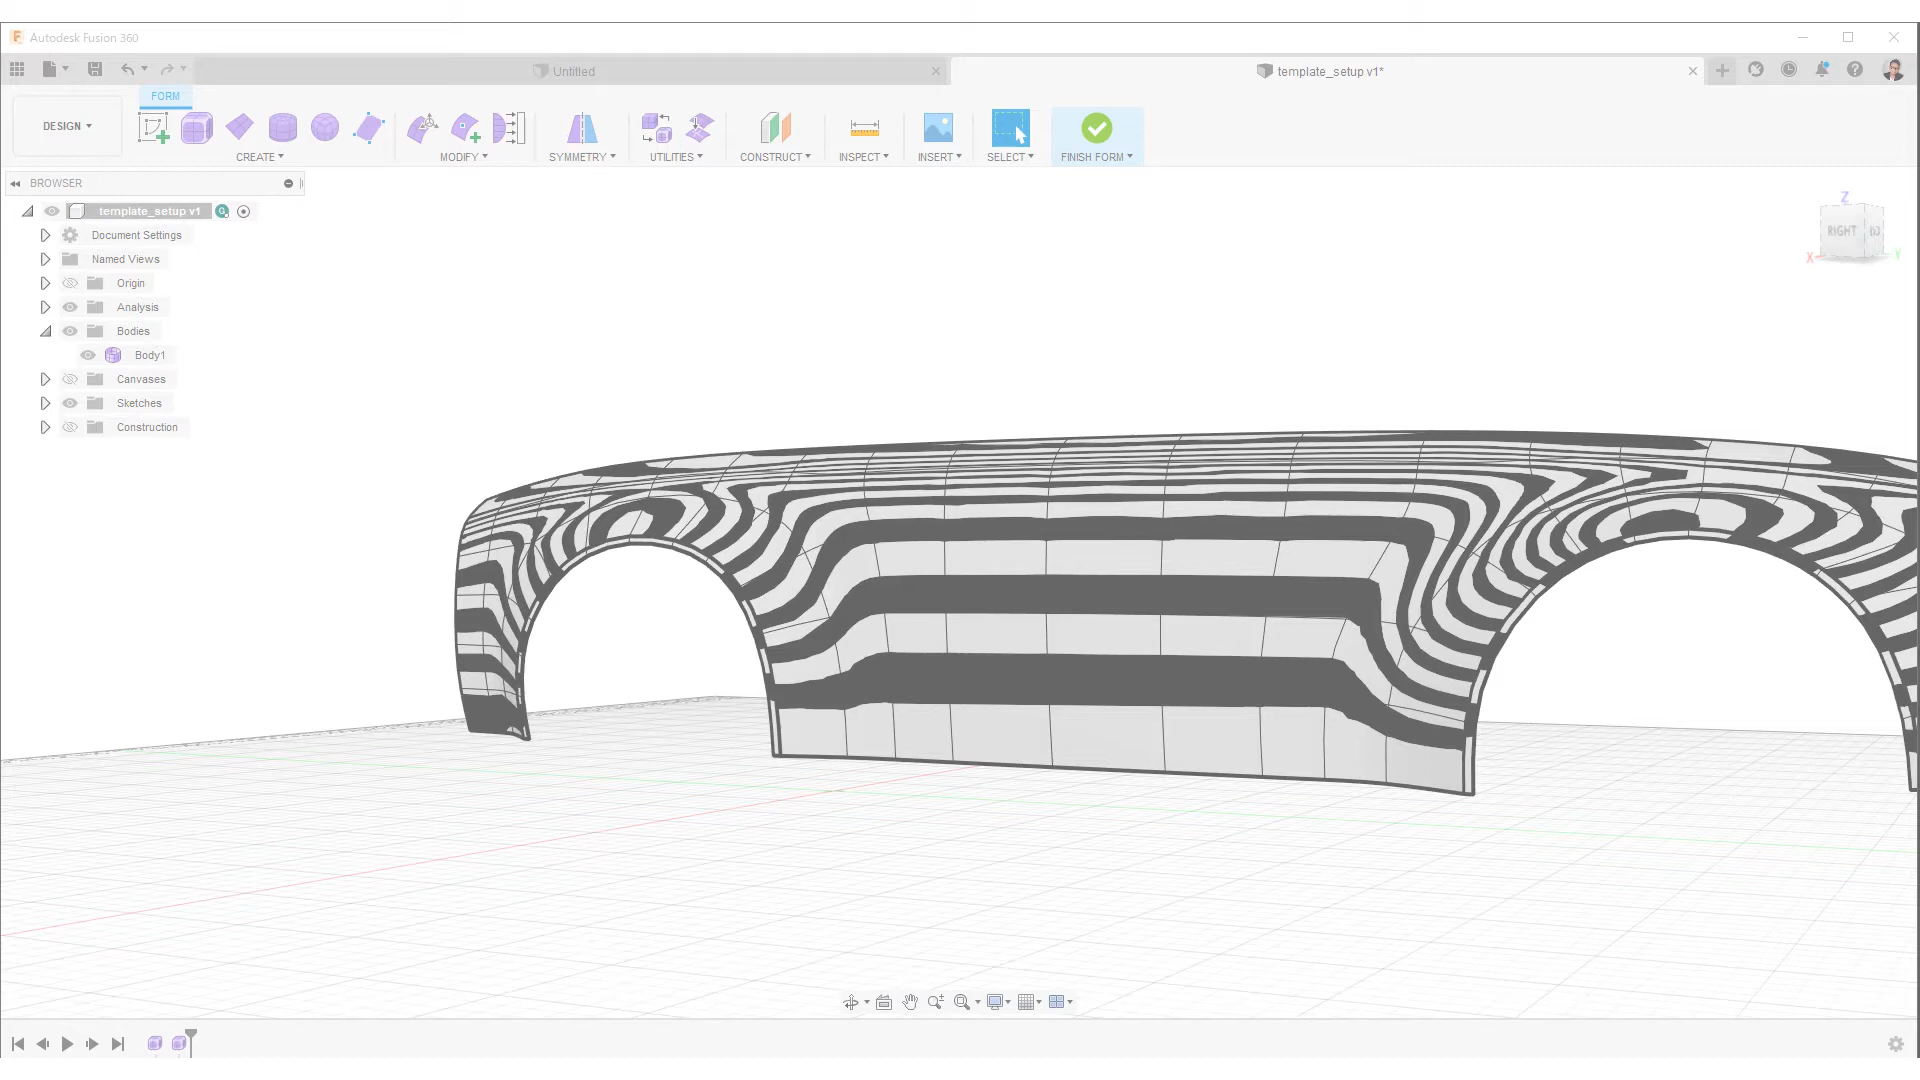 Autodesk Fusion 360
Untitled
template_setup v1*
FORM
DESIGN
CREATE
MODIFY
SYMMETRY
UTILITIES
CONSTRUCT
INSPECT
INSERT
SELECT
FINISH FORM
BROWSER
template_setup v1
Document Settings
Named Views
Origin
Analysis
Bodies
Body1
Canvases
Sketches
Construction
Z
RIGHT
X
Y